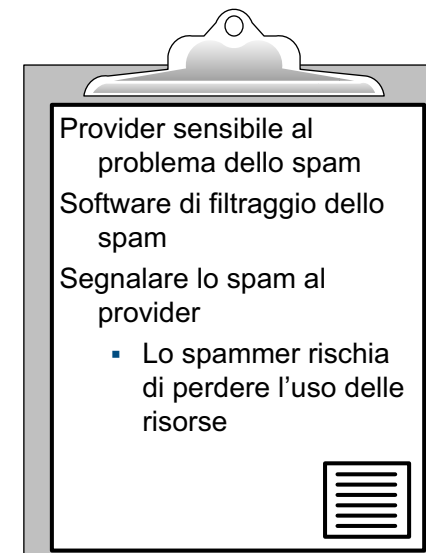 Provider sensibile al
problema dello spam
Software di filtraggio dello
spam
Segnalare lo spam al
provider
▪ Lo spammer rischia
di perdere l’uso delle
risorse